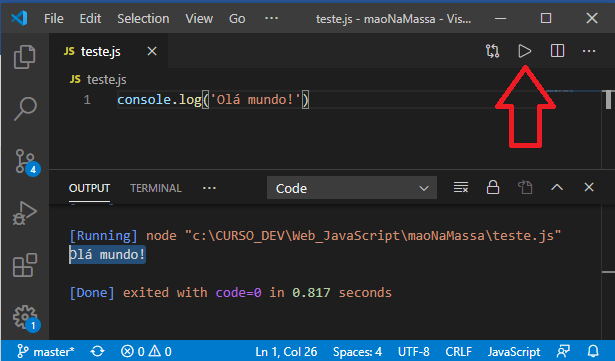 File Edit Selection ··· teste.js - maoNaMassa - Vis...
JS teste.js
JS teste.js
1 console.log('Olá mundo!')
OUTPUT TERMINAL ··· Code
[Running] node "c:\CURSO_DEV\Web_JavaScript\maoNaMassa\teste.js"
Olá mundo!
[Done] exited with code=0 in 0.817 seconds
4
1
master* 0 0 Ln 1, Col 26 Spaces: 4 UTF-8 CRLF JavaScript